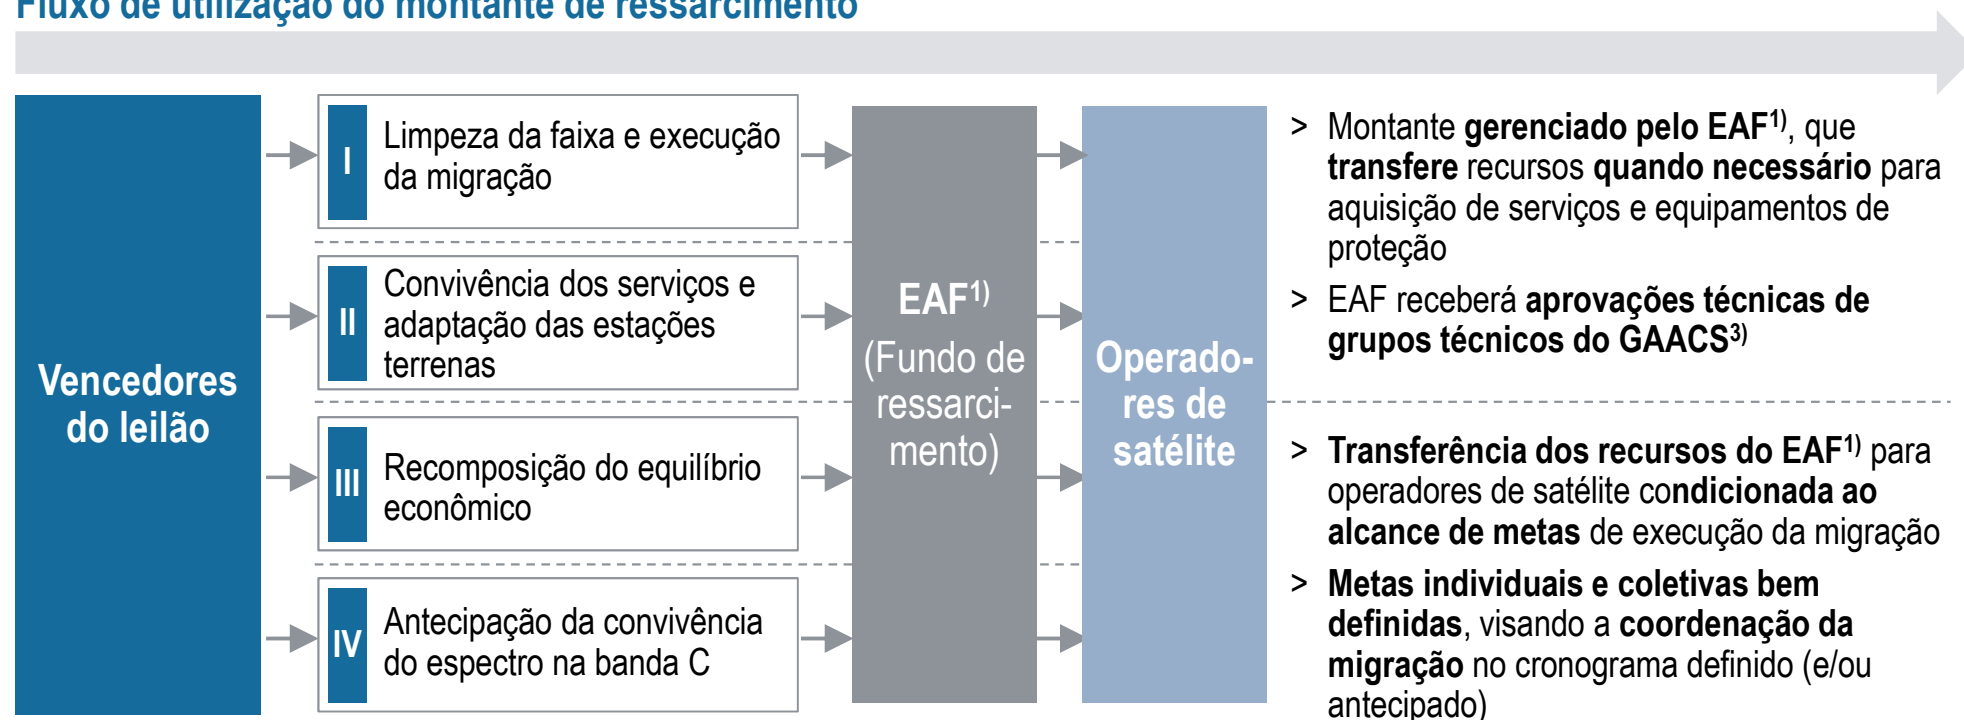 Fluxo de utilização do montante de ressarcimento
Vencedores
do leilão
I
Limpeza da faixa e execução
da migração
II
Convivência dos serviços e
adaptação das estações
terrenas
III
Recomposição do equilíbrio
econômico
IV
Antecipação da convivência
do espectro na banda C
EAF1)
(Fundo de
ressarci-
mento)
Operado-
res de
satélite
> Montante gerenciado pelo EAF1), que
transfere recursos quando necessário para
aquisição de serviços e equipamentos de
proteção
> EAF receberá aprovações técnicas de
grupos técnicos do GAACS3)
> Transferência dos recursos do EAF1) para
operadores de satélite condicionada ao
alcance de metas de execução da migração
> Metas individuais e coletivas bem
definidas, visando a coordenação da
migração no cronograma definido (e/ou
antecipado)